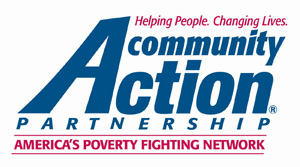 Helping People. Changing Lives.
community
Action®
PARTNERSHIP
AMERICA'S POVERTY FIGHTING NETWORK